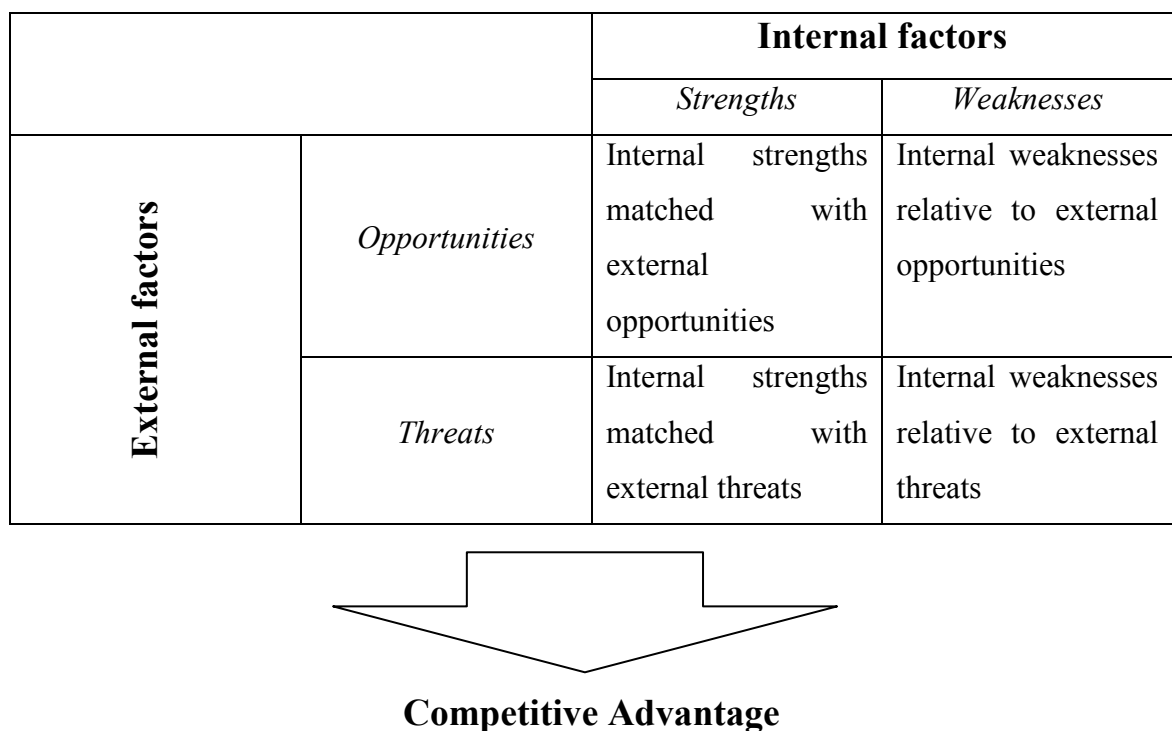 Internal factors
Strengths
Weaknesses
External factors
Opportunities
Internal strengths
matched with
external
opportunities
Internal weaknesses
relative to external
opportunities
Threats
Internal strengths
matched with
external threats
Internal weaknesses
relative to external
threats
Competitive Advantage